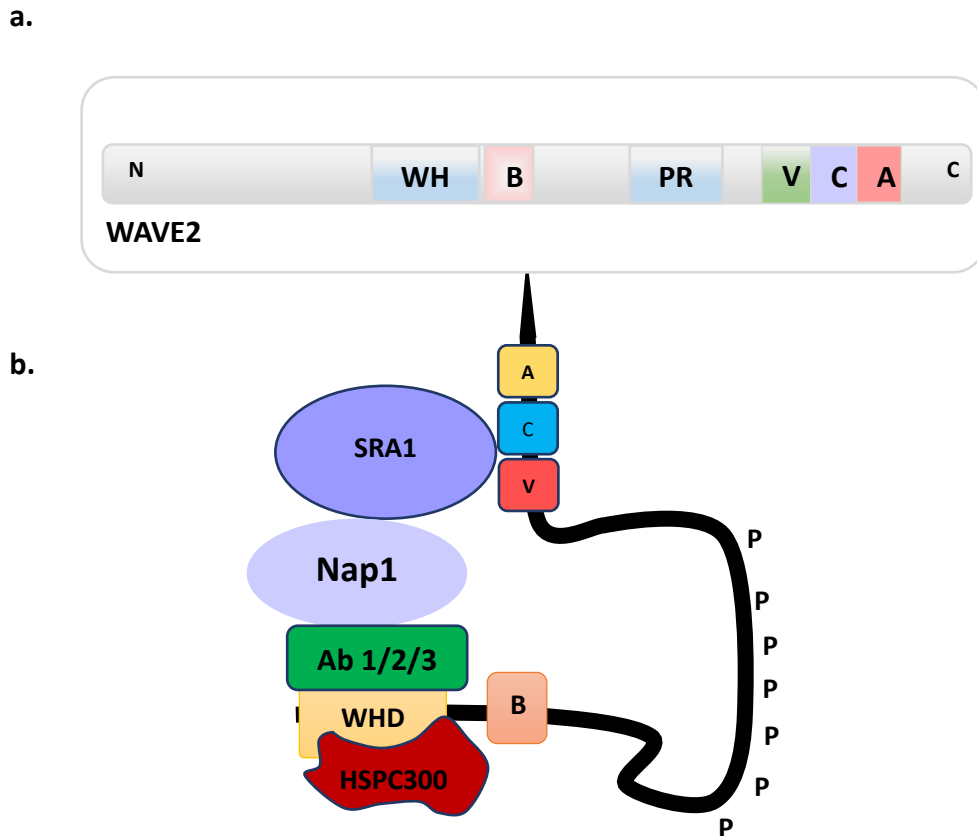 a.
N WH B PR V C A C
WAVE2
b.
A
C
SRA1
V
P
Nap1
P
P
Ab 1/2/3
P
B
WHD
P
HSPC300
P
P